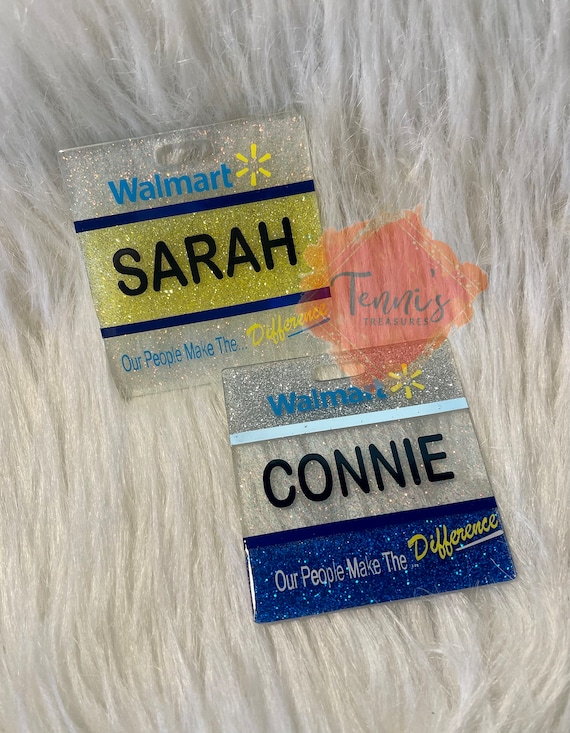 Walmart
SARAH
Our People Make The... Difference
Tenni's
TREASURES
Walmart
CONNIE
Our People Make The Difference